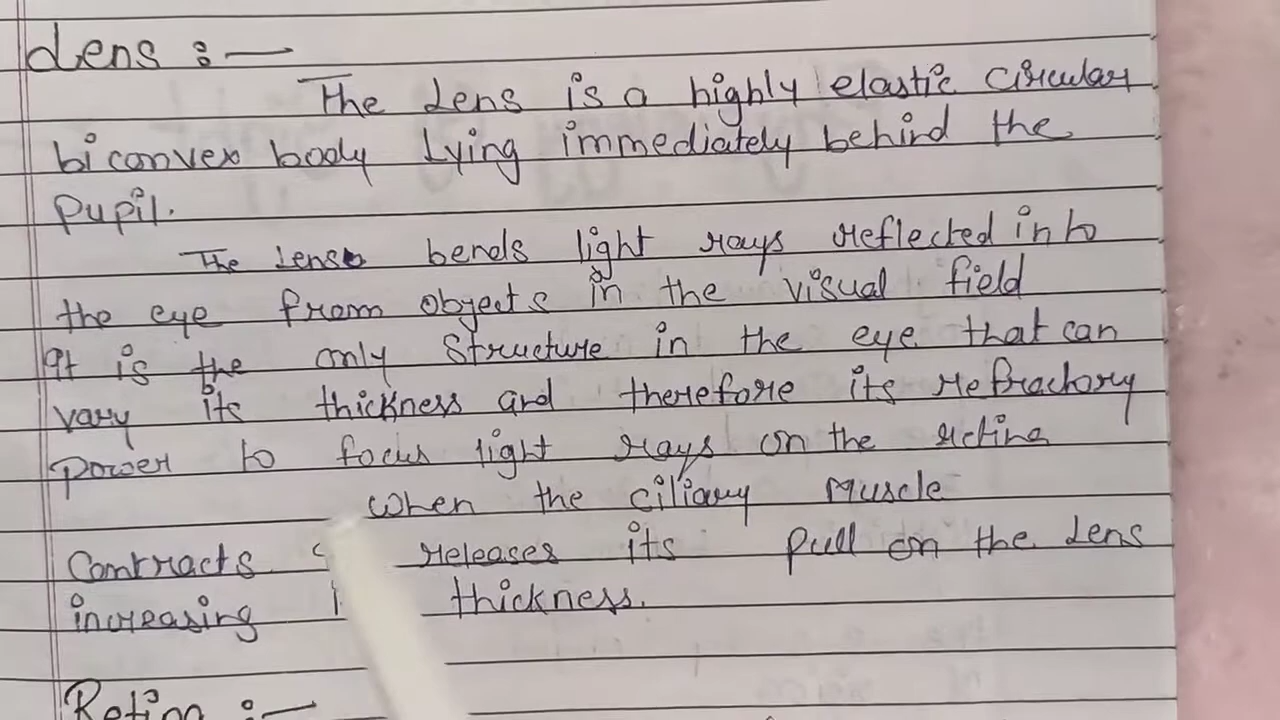 Lens :—
The Lens is a highly elastic circular
biconvex body Lying immediately behind the
Pupil.
The Lens bends light rays reflected into
the eye from objects in the visual field
It is the only Structure in the eye that can
vary its thickness and therefore its refractory
Power to focus light rays on the retina
When the ciliary Muscle
Contracts releases its pull on the Lens
increasing thickness.
Retina :—